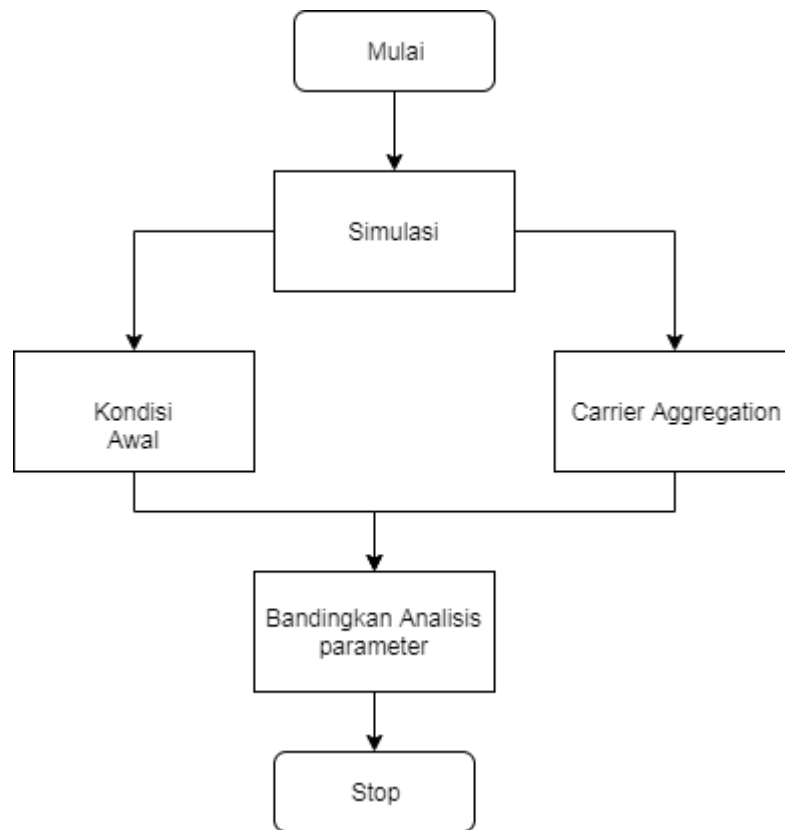 Mulai
Simulasi
Kondisi
Awal
Carrier Aggregation
Bandingkan Analisis
parameter
Stop